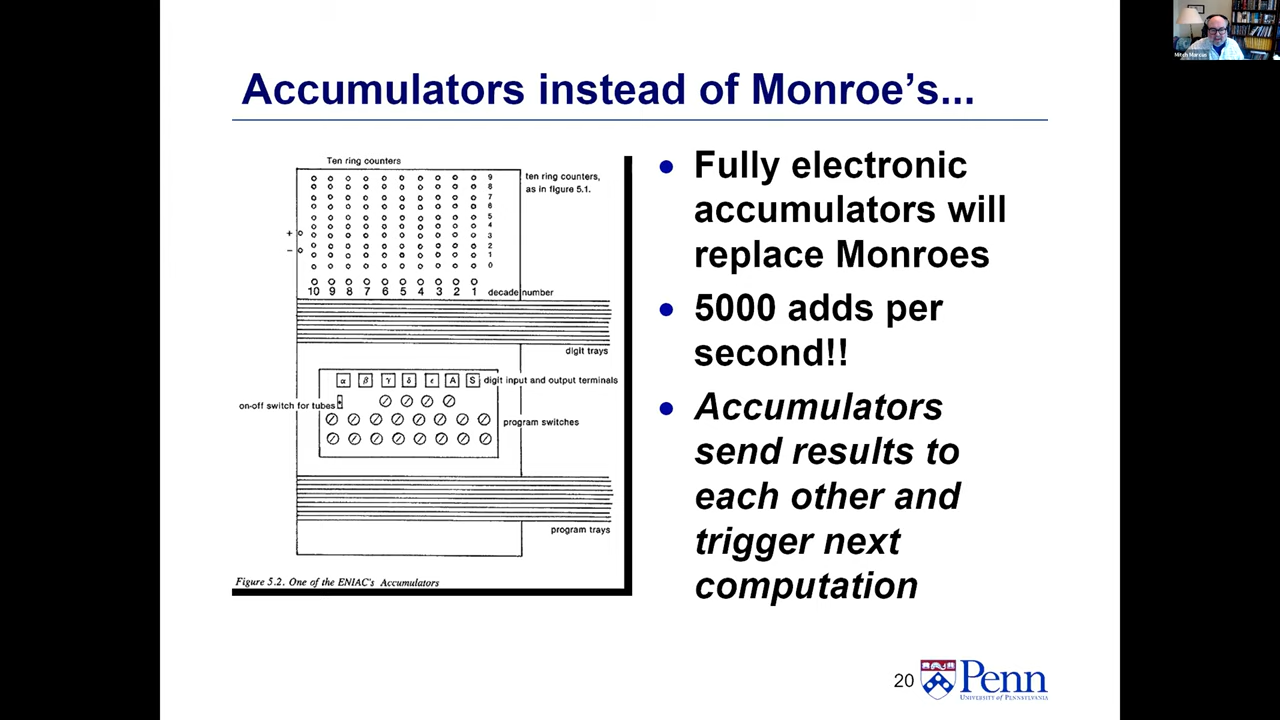 Mitch Marcus
Accumulators instead of Monroe's...
Ten ring counters
ten ring counters,
as in figure 5.1.
9
8
7
6
5
4
3
2
1
0
+
−
10 9 8 7 6 5 4 3 2 1 decade number
digit trays
α β γ δ ε A S digit input and output terminals
on-off switch for tubes
program switches
program trays
Figure 5.2. One of the ENIAC's Accumulators
• Fully electronic
accumulators will
replace Monroes
• 5000 adds per
second!!
• Accumulators
send results to
each other and
trigger next
computation
20
Penn
UNIVERSITY OF PENNSYLVANIA